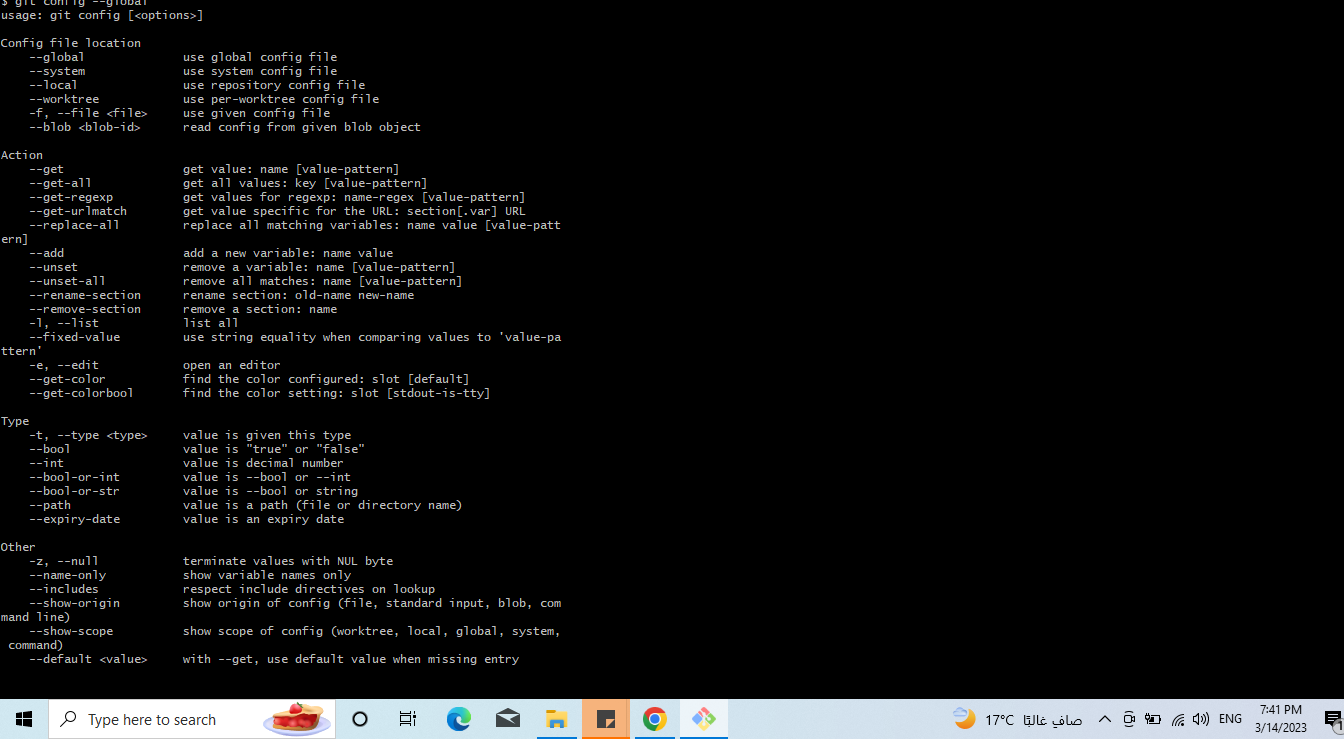 $ git config --global
usage: git config [<options>]
Config file location
--global use global config file
--system use system config file
--local use repository config file
--worktree use per-worktree config file
-f, --file <file> use given config file
--blob <blob-id> read config from given blob object
Action
--get get value: name [value-pattern]
--get-all get all values: key [value-pattern]
--get-regexp get values for regexp: name-regex [value-pattern]
--get-urlmatch get value specific for the URL: section[.var] URL
--replace-all replace all matching variables: name value [value-patt
ern]
--add add a new variable: name value
--unset remove a variable: name [value-pattern]
--unset-all remove all matches: name [value-pattern]
--rename-section rename section: old-name new-name
--remove-section remove a section: name
-l, --list list all
--fixed-value use string equality when comparing values to 'value-pa
ttern'
-e, --edit open an editor
--get-color find the color configured: slot [default]
--get-colorbool find the color setting: slot [stdout-is-tty]
Type
-t, --type <type> value is given this type
--bool value is "true" or "false"
--int value is decimal number
--bool-or-int value is --bool or --int
--bool-or-str value is --bool or string
--path value is a path (file or directory name)
--expiry-date value is an expiry date
Other
-z, --null terminate values with NUL byte
--name-only show variable names only
--includes respect include directives on lookup
--show-origin show origin of config (file, standard input, blob, com
mand line)
--show-scope show scope of config (worktree, local, global, system,
command)
--default <value> with --get, use default value when missing entry
Type here to search
17°C صافٍ غالبًا
ENG
7:41 PM
3/14/2023
1